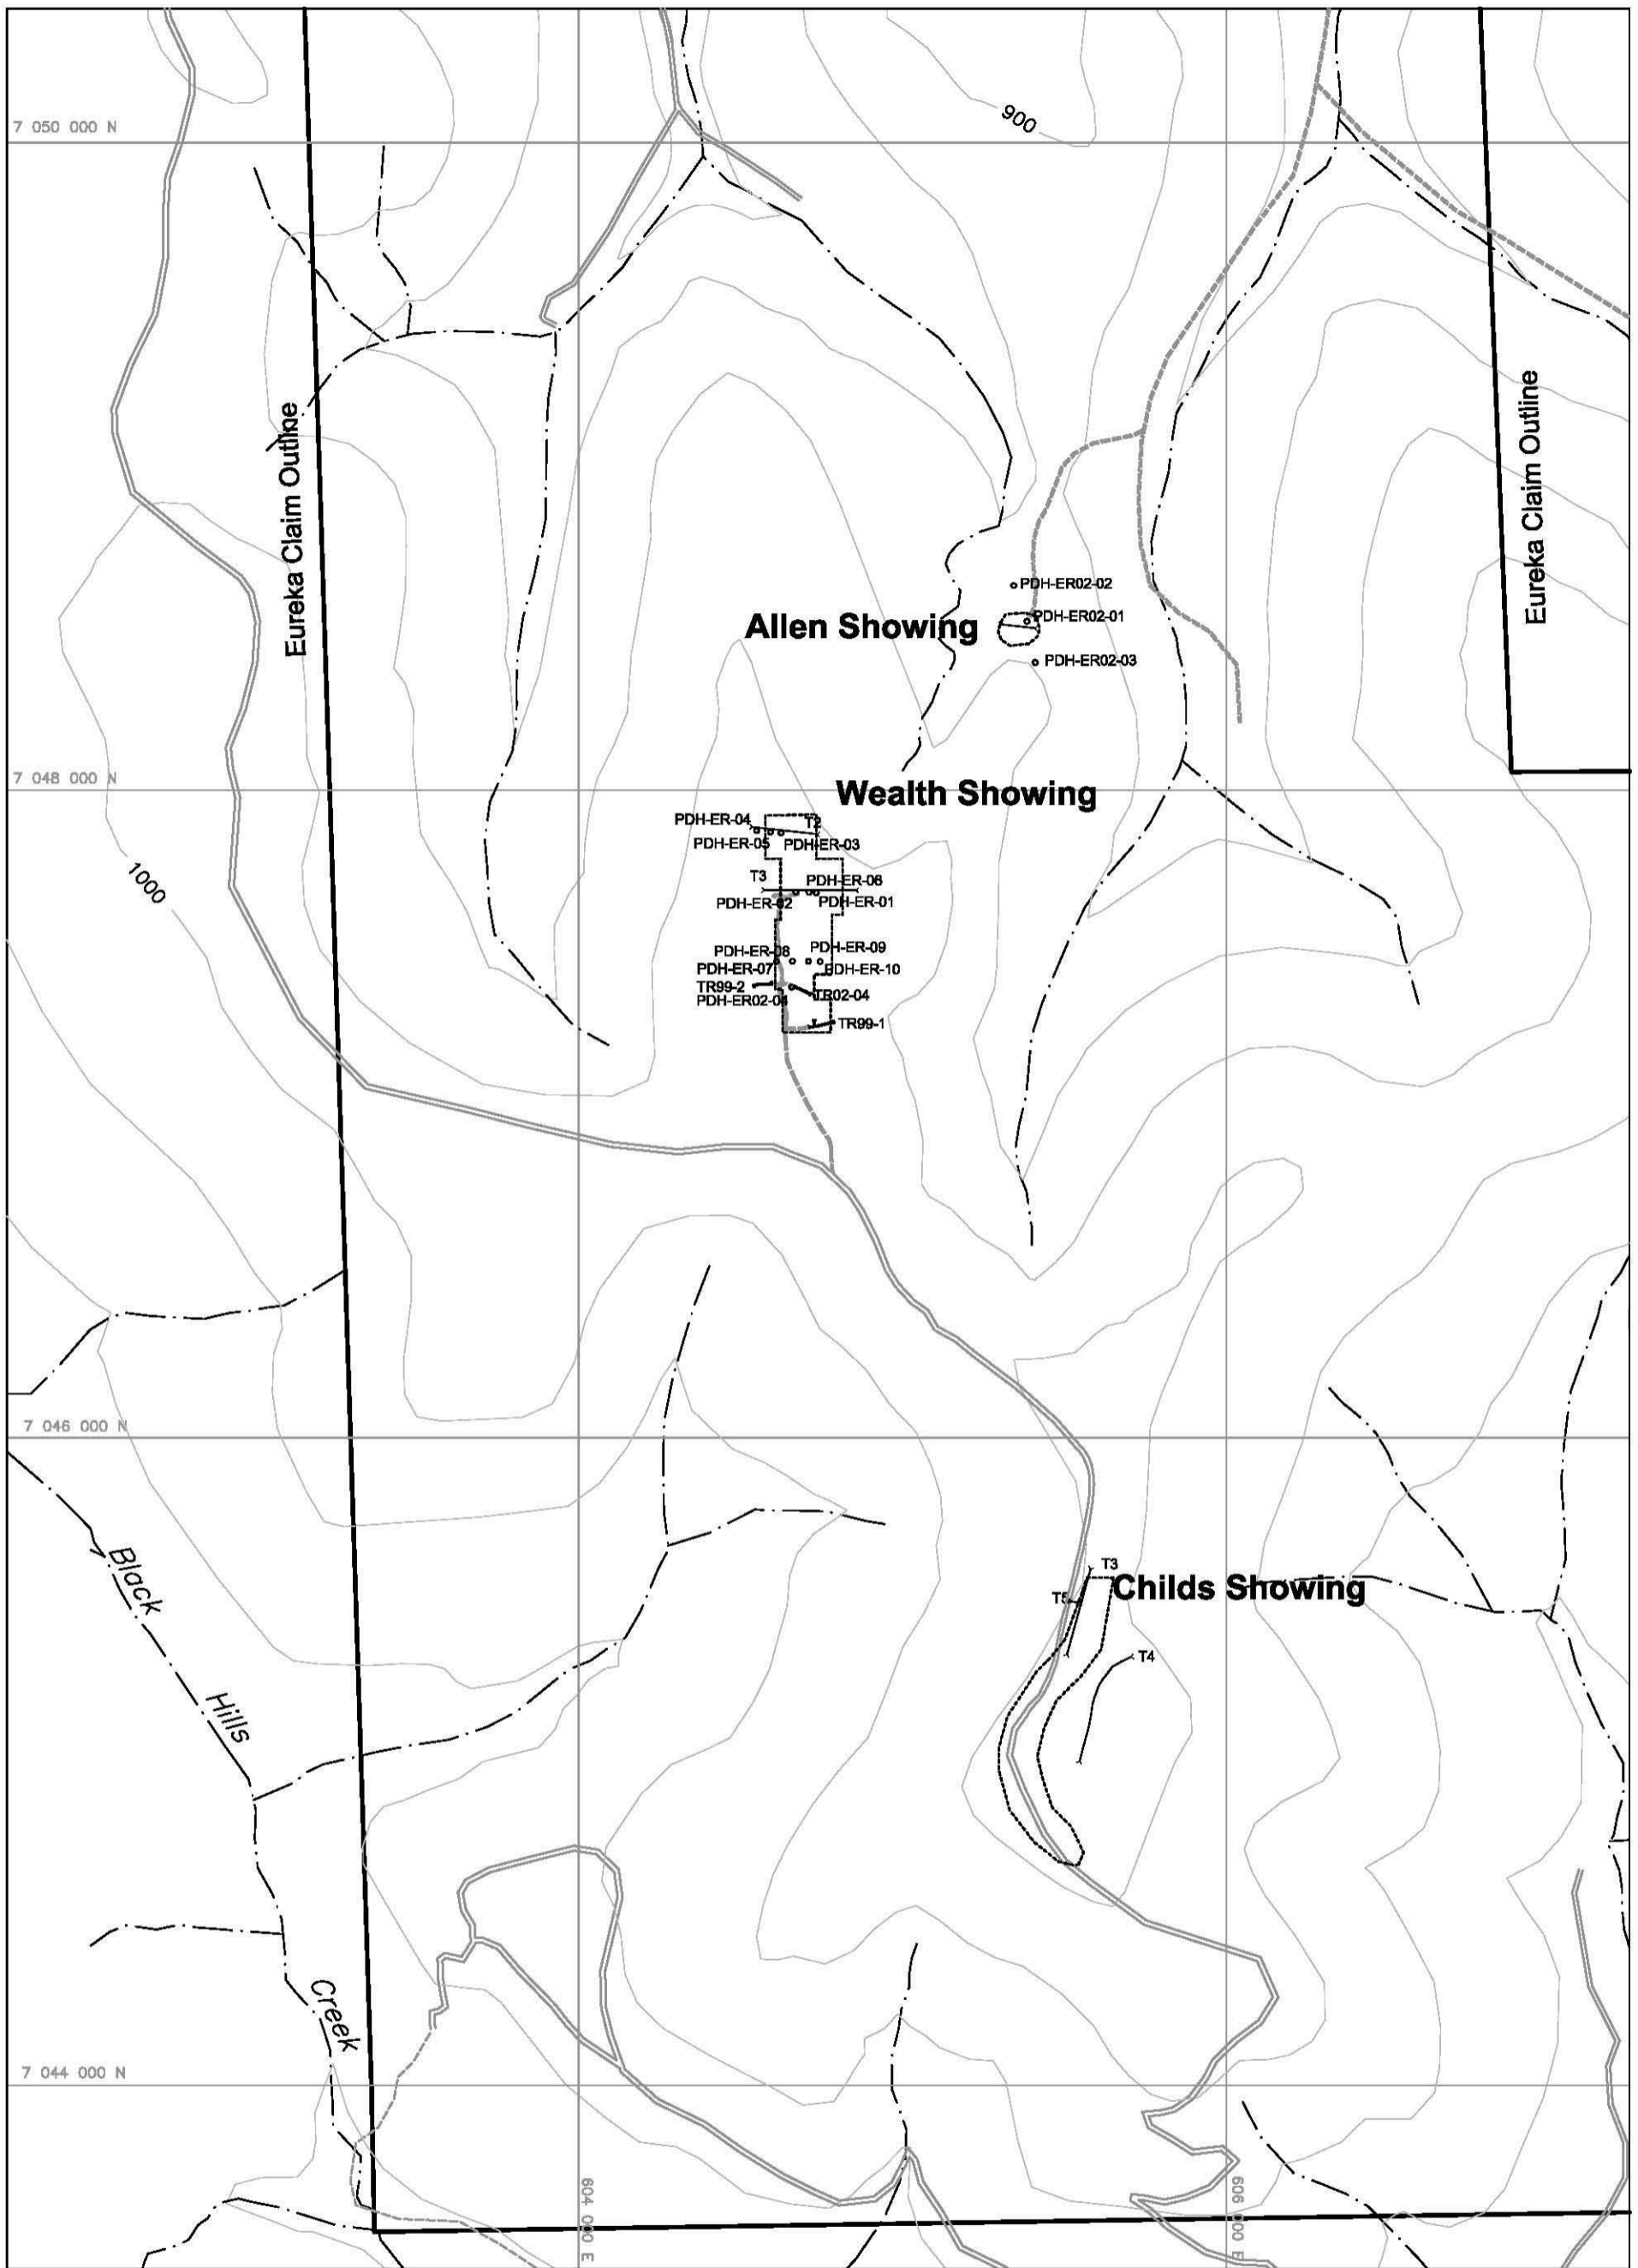 900
7 050 000 N
Eureka Claim Outline
Eureka Claim Outline
PDH-ER02-02
Allen Showing
PDH-ER02-01
PDH-ER02-03
7 048 000 N
Wealth Showing
PDH-ER-04
T2
PDH-ER-05
PDH-ER-03
1000
T3
PDH-ER-06
PDH-ER-02
PDH-ER-01
PDH-ER-08
PDH-ER-09
PDH-ER-07
PDH-ER-10
TR99-2
TR02-04
PDH-ER02-04
TR99-1
7 046 000 N
Black
Hills
Creek
T3
Childs Showing
T5
T4
7 044 000 N
604 000 E
606 000 E